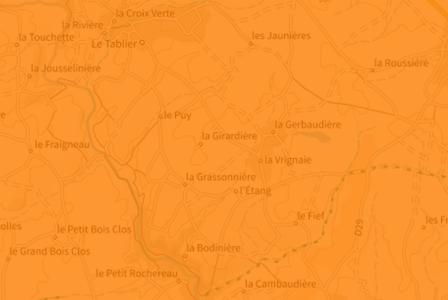 la Croix Verte
la Rivière
la Touchette
Le Tablier
les Jaunières
la Jousselinière
la Roussière
le Puy
la Gerbaudière
la Girardière
le Fraigneau
la Vrignaie
la Grassonnière
l'Étang
le Fief
D29
le Petit Bois Clos
la Bodinière
le Grand Bois Clos
le Petit Rochereau
la Cambaudière